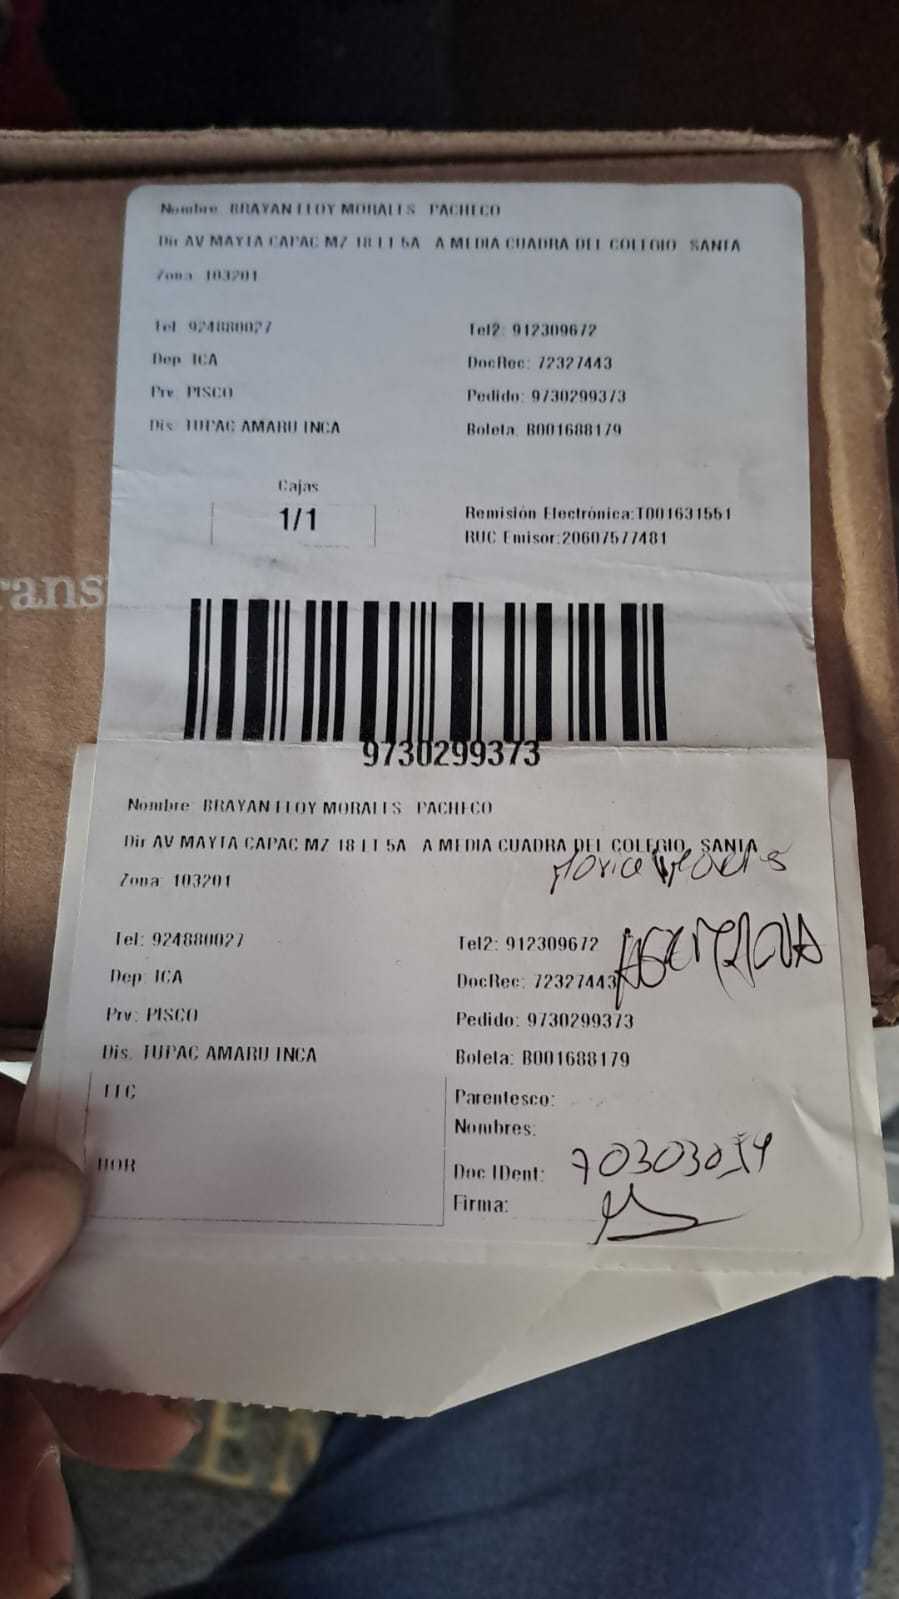 Nombre: BRAYAN ELOY MORALES PACHECO
Dir AV MAYTA CAPAC MZ 18 LT 5A A MEDIA CUADRA DEL COLEGIO SANTA
Zona: 103201
Tel: 924880027 Tel2: 912309672
Dep: ICA DocRec: 72327443
Prv: PISCO Pedido: 9730299373
Dis: TUPAC AMARU INCA Boleta: B001688179
Cajas
1/1
Remisión Electrónica:T001631551
RUC Emisor:20607577481
rans
9730299373
Nombre: BRAYAN ELOY MORALES PACHECO
Dir AV MAYTA CAPAC MZ 18 LT 5A A MEDIA CUADRA DEL COLEGIO SANTA
Zona: 103201
Tel: 924880027 Tel2: 912309672
Dep: ICA DocRec: 72327443
Prv: PISCO Pedido: 9730299373
Dis. TUPAC AMARU INCA Boleta: B001688179
Parentesco:
Nombres:
HOR
Doc IDent:
Firma:
EN